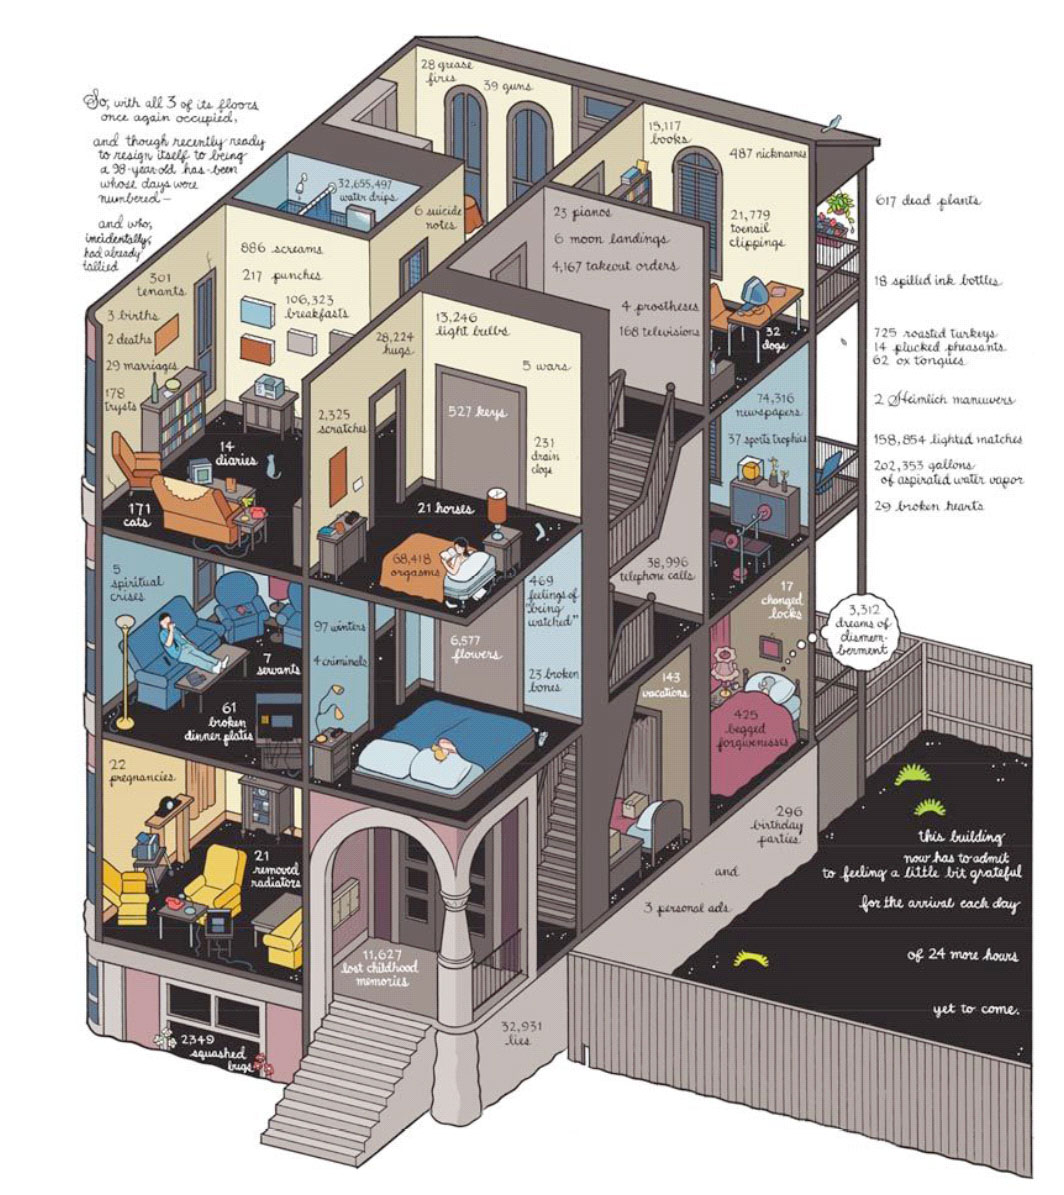 So, with all 3 of its floors
once again occupied,
and though recently ready
to resign itself to being
a 98-year-old has-been
whose days were
numbered—
and who,
incidentally,
had already
tallied
301
tenants
3 births
2 deaths
29 marriages
178
trysts
886 screams
217 punches
106,323
breakfasts
14
diaries
171
cats
32,655,497
water drips
6 suicide
notes
28 grease
fires
39 guns
15,117
books
487 nicknames
21,779
toenail
clippings
32
dogs
23 pianos
6 moon landings
4,167 takeout orders
4 prostheses
168 televisions
13,246
light bulbs
28,224
hugs
5 wars
2,325
scratches
527 keys
231
drain
clogs
21 horses
68,418
orgasms
617 dead plants
18 spilled ink bottles
725 roasted turkeys
14 plucked pheasants
62 ox tongues
2 Heimlich maneuvers
158,854 lighted matches
202,353 gallons
of aspirated water vapor
29 broken hearts
74,316
newspapers
37 sports trophies
38,996
telephone calls
5
spiritual
crises
7
servants
61
broken
dinner plates
97 winters
4 criminals
6,577
flowers
469
feelings of
"being
watched"
23 broken
bones
17
changed
locks
3,312
dreams of
dismem-
berment
143
vacations
425
begged
forgivenesses
22
pregnancies
21
removed
radiators
11,627
lost childhood
memories
2349
squashed
bugs
32,931
lies
296
birthday
parties
and
3 personal ads
this building
now has to admit
to feeling a little bit grateful
for the arrival each day
of 24 more hours
yet to come.